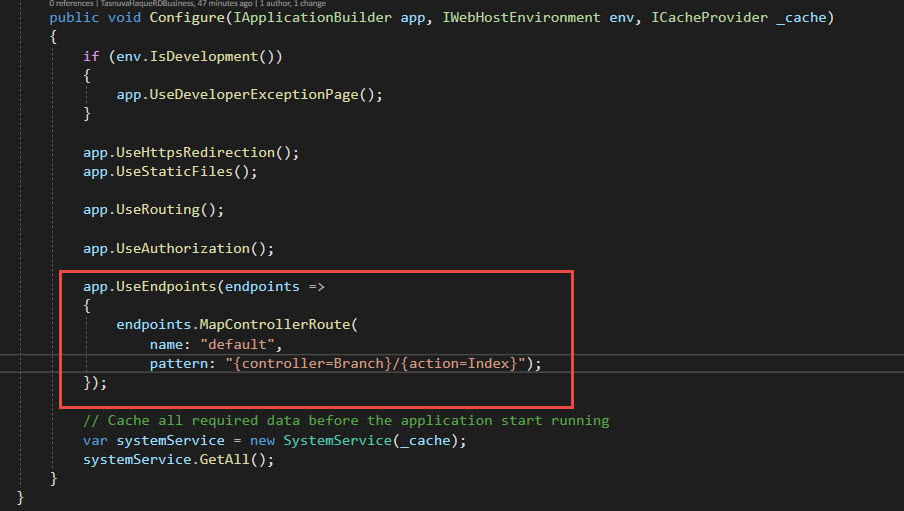 0 references | TasnuvaHaqueRDBusiness, 47 minutes ago | 1 author, 1 change
public void Configure(IApplicationBuilder app, IWebHostEnvironment env, ICacheProvider _cache)
{
if (env.IsDevelopment())
{
app.UseDeveloperExceptionPage();
}
app.UseHttpsRedirection();
app.UseStaticFiles();
app.UseRouting();
app.UseAuthorization();
app.UseEndpoints(endpoints =>
{
endpoints.MapControllerRoute(
name: "default",
pattern: "{controller=Branch}/{action=Index}");
});
// Cache all required data before the application start running
var systemService = new SystemService(_cache);
systemService.GetAll();
}
}